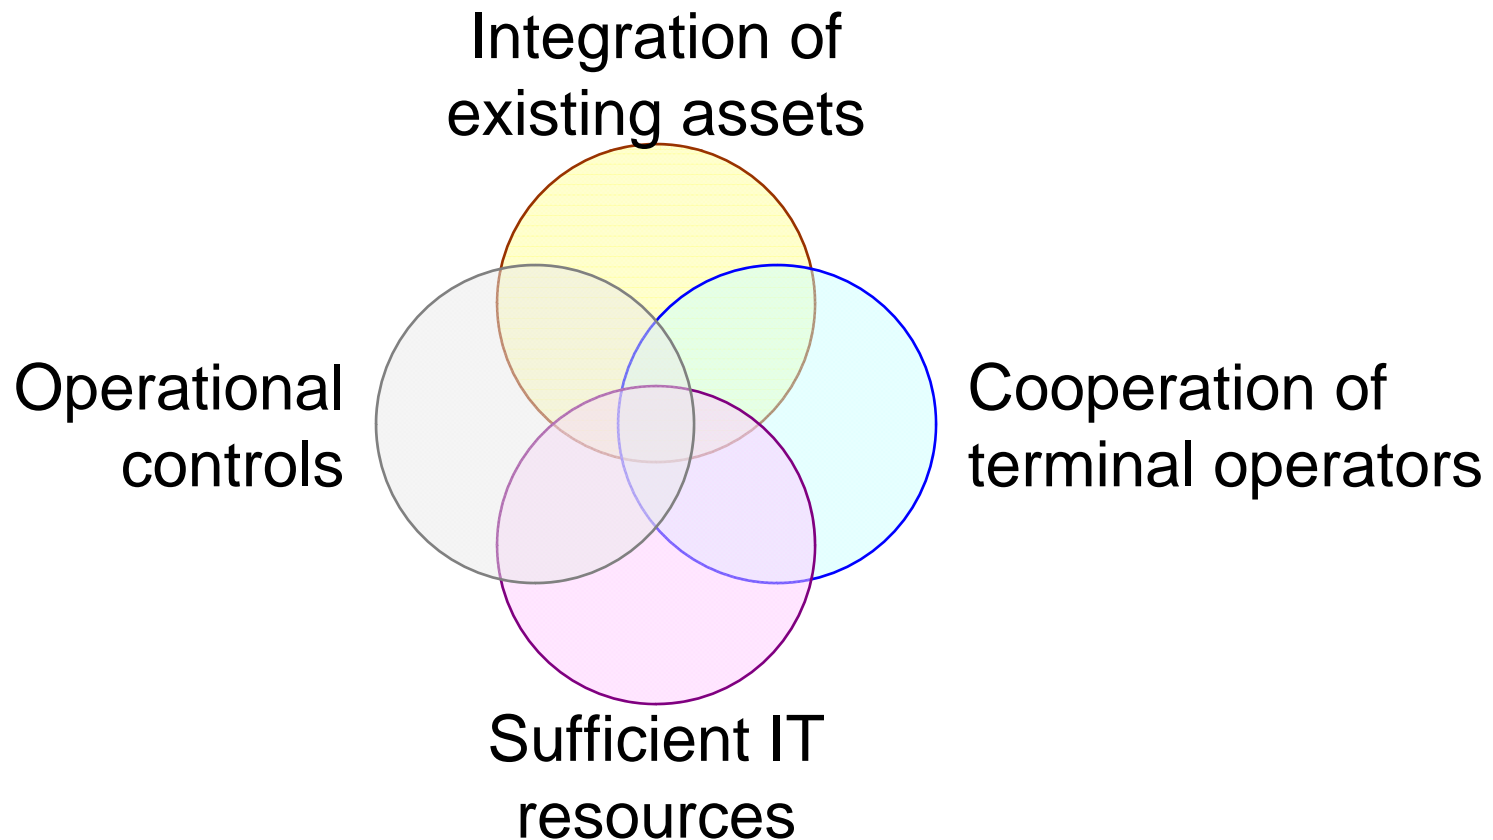 Integration of
existing assets
Operational
controls
Cooperation of
terminal operators
Sufficient IT
resources